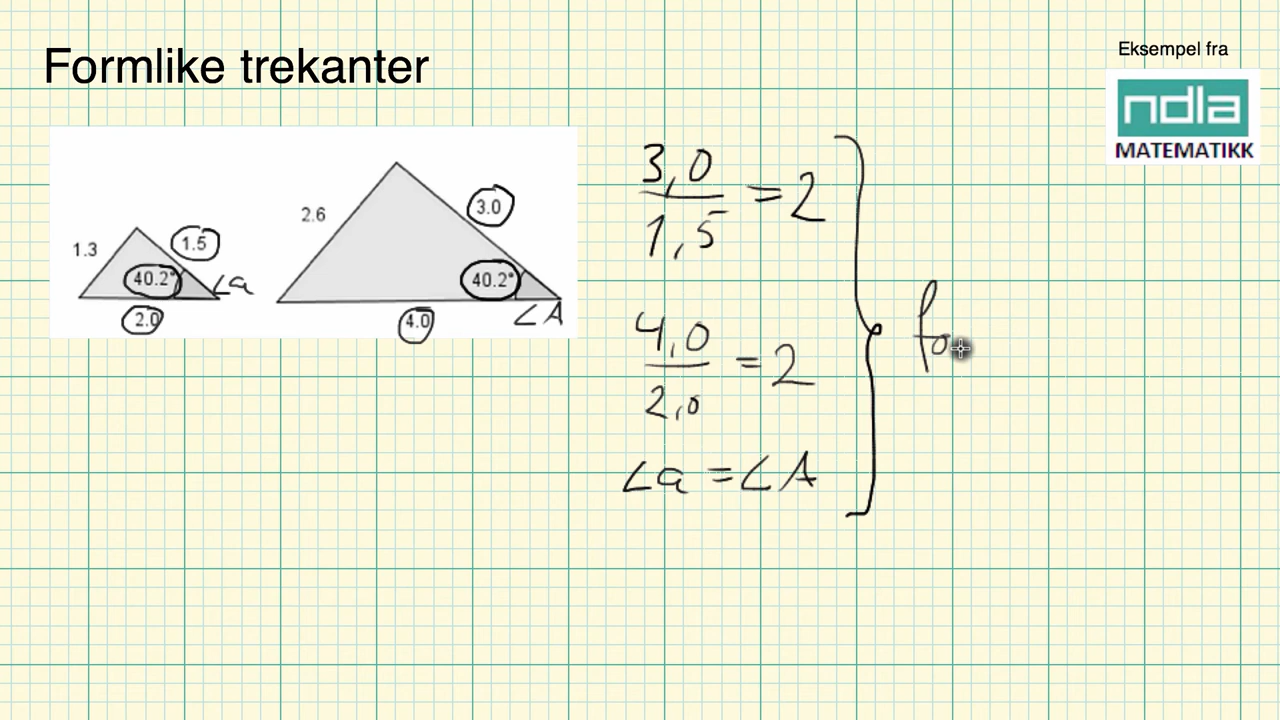 Formlike trekanter
Eksempel fra
ndla
MATEMATIKK
1.3
1.5
40.2°
∠a
2.0
2.6
3.0
40.2°
∠A
4.0
3,0
1,5
= 2
4,0
2,0
= 2
∠a = ∠A
fo